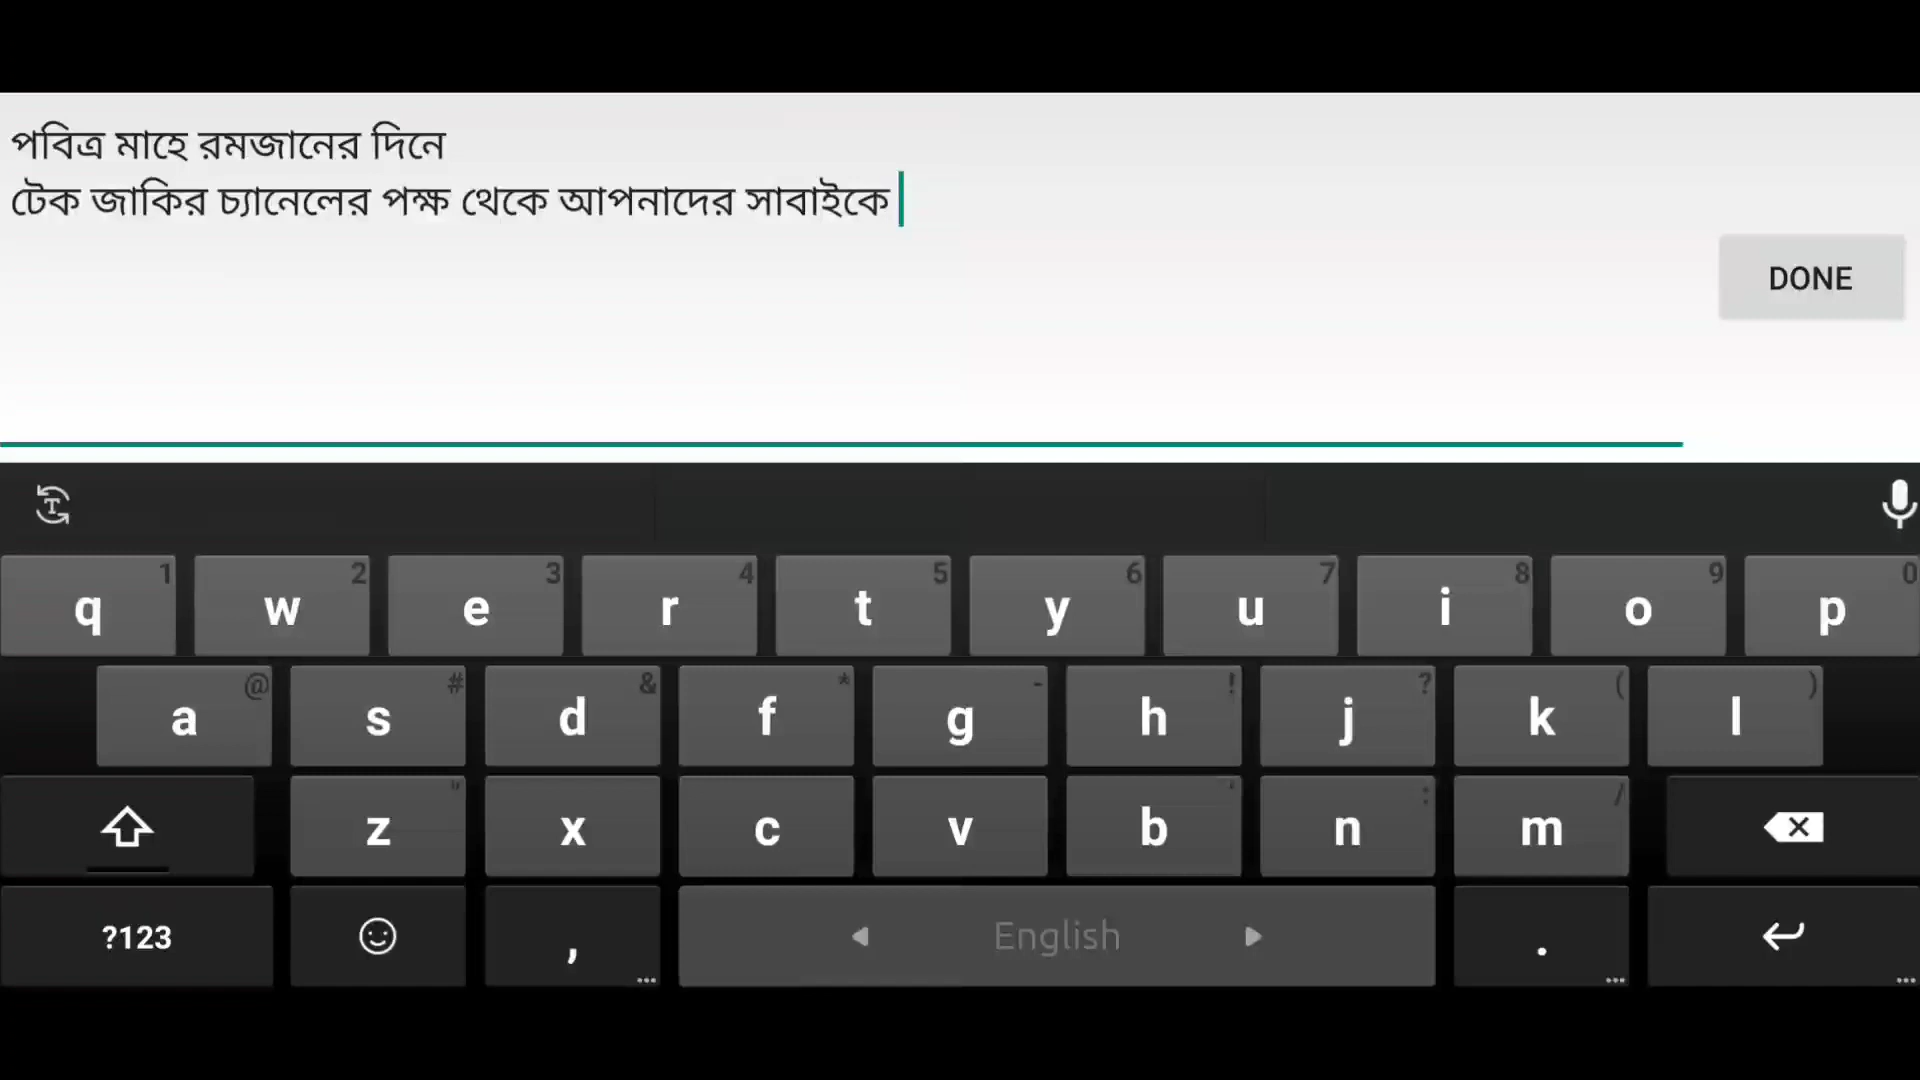 পবিত্র মাহে রমজানের দিনে
টেক জাকির চ্যানেলের পক্ষ থেকে আপনাদের সাবাইকে
DONE
1 2 3 4 5 6 7 8 9 0
q w e r t y u i o p
@ # & * - ! ? ( )
a s d f g h j k l
" ' : /
z x c v b n m
?123 , English .